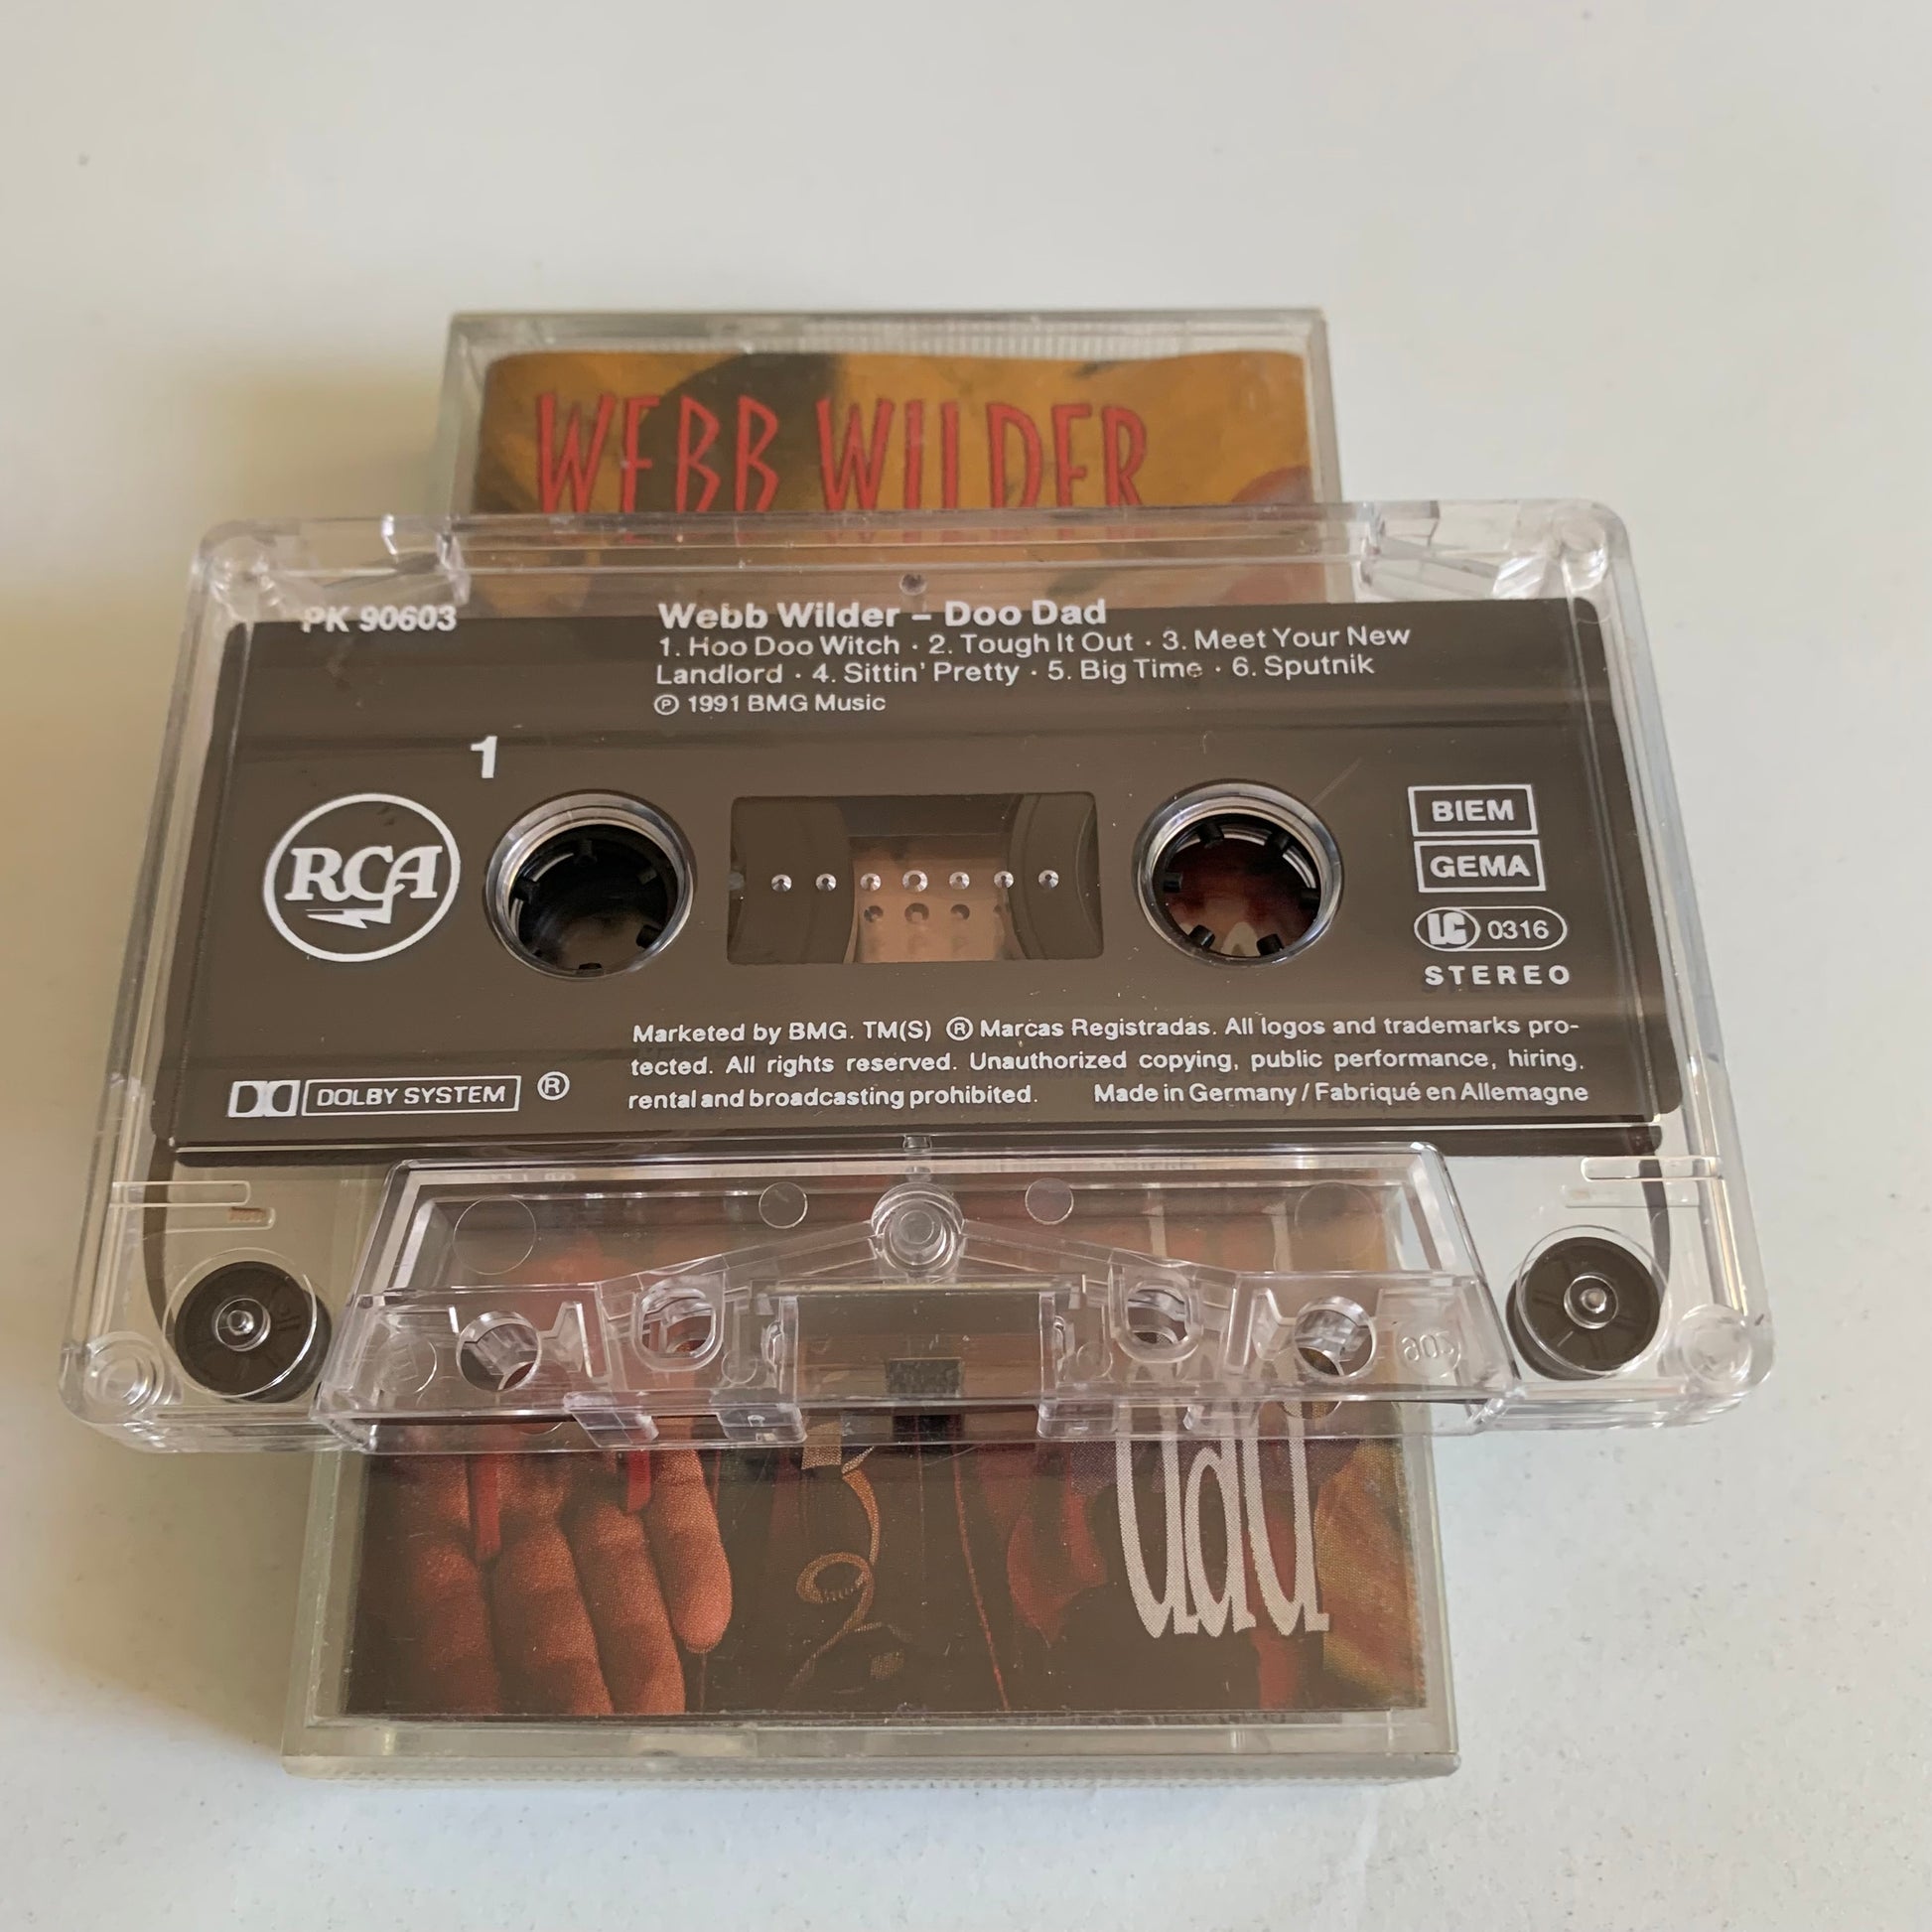 WEBB WILDER
PK 90603
Webb Wilder – Doo Dad
1. Hoo Doo Witch · 2. Tough It Out · 3. Meet Your New
Landlord · 4. Sittin' Pretty · 5. Big Time · 6. Sputnik
℗ 1991 BMG Music
1
RCA
BIEM
GEMA
LC 0316
STEREO
Marketed by BMG. TM(S) ® Marcas Registradas. All logos and trademarks pro-
tected. All rights reserved. Unauthorized copying, public performance, hiring,
rental and broadcasting prohibited. Made in Germany / Fabriqué en Allemagne
DOLBY SYSTEM ®
dad